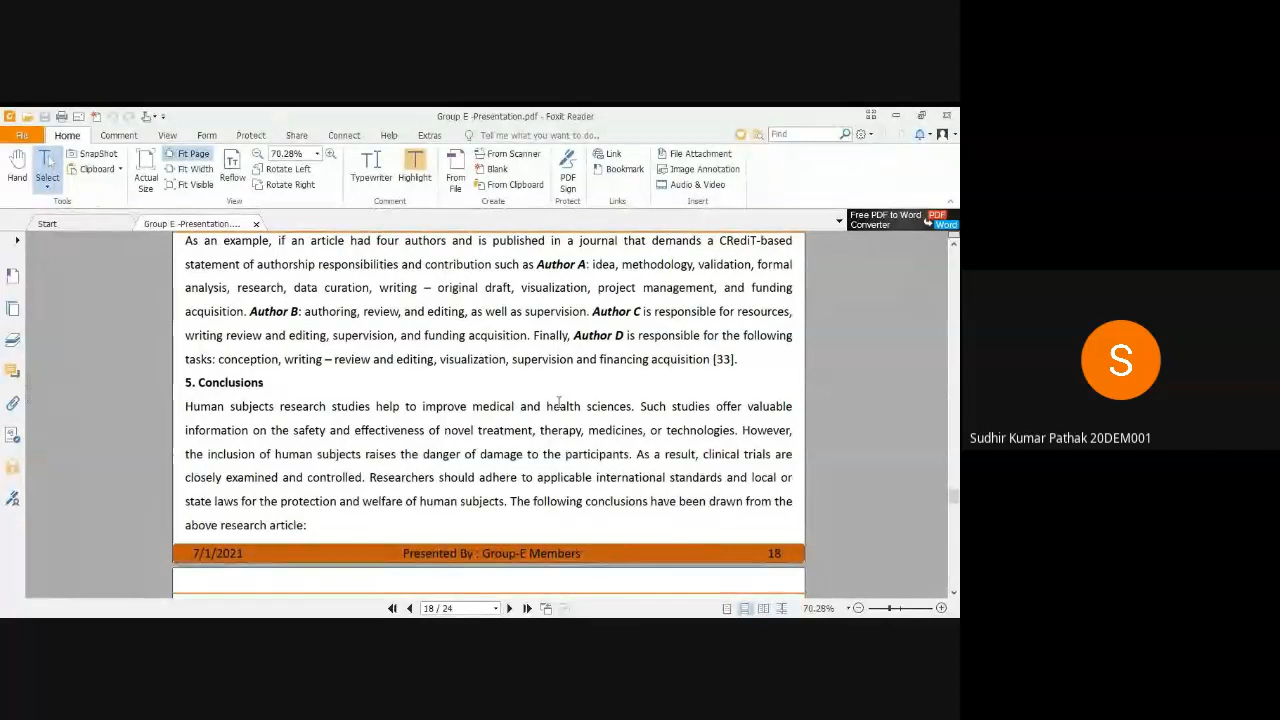 Group E -Presentation.pdf - Foxit Reader
File Home Comment View Form Protect Share Connect Help Extras Tell me what you want to do.. Find
Hand
Select
SnapShot
Clipboard
Tools
Actual Size
Fit Page
Fit Width
Fit Visible
Reflow
70.28%
Rotate Left
Rotate Right
View
Typewriter
Highlight
Comment
From File
From Scanner
Blank
From Clipboard
Create
PDF Sign
Protect
Link
Bookmark
Links
File Attachment
Image Annotation
Audio & Video
Insert
Start
Group E -Presentation....
Free PDF to Word Converter
PDF
Word
As an example, if an article had four authors and is published in a journal that demands a CRediT-based
statement of authorship responsibilities and contribution such as Author A: idea, methodology, validation, formal
analysis, research, data curation, writing – original draft, visualization, project management, and funding
acquisition. Author B: authoring, review, and editing, as well as supervision. Author C is responsible for resources,
writing review and editing, supervision, and funding acquisition. Finally, Author D is responsible for the following
tasks: conception, writing – review and editing, visualization, supervision and financing acquisition [33].
5. Conclusions
Human subjects research studies help to improve medical and health sciences. Such studies offer valuable
information on the safety and effectiveness of novel treatment, therapy, medicines, or technologies. However,
the inclusion of human subjects raises the danger of damage to the participants. As a result, clinical trials are
closely examined and controlled. Researchers should adhere to applicable international standards and local or
state laws for the protection and welfare of human subjects. The following conclusions have been drawn from the
above research article:
7/1/2021 Presented By : Group-E Members 18
18 / 24
70.28%
S
Sudhir Kumar Pathak 20DEM001